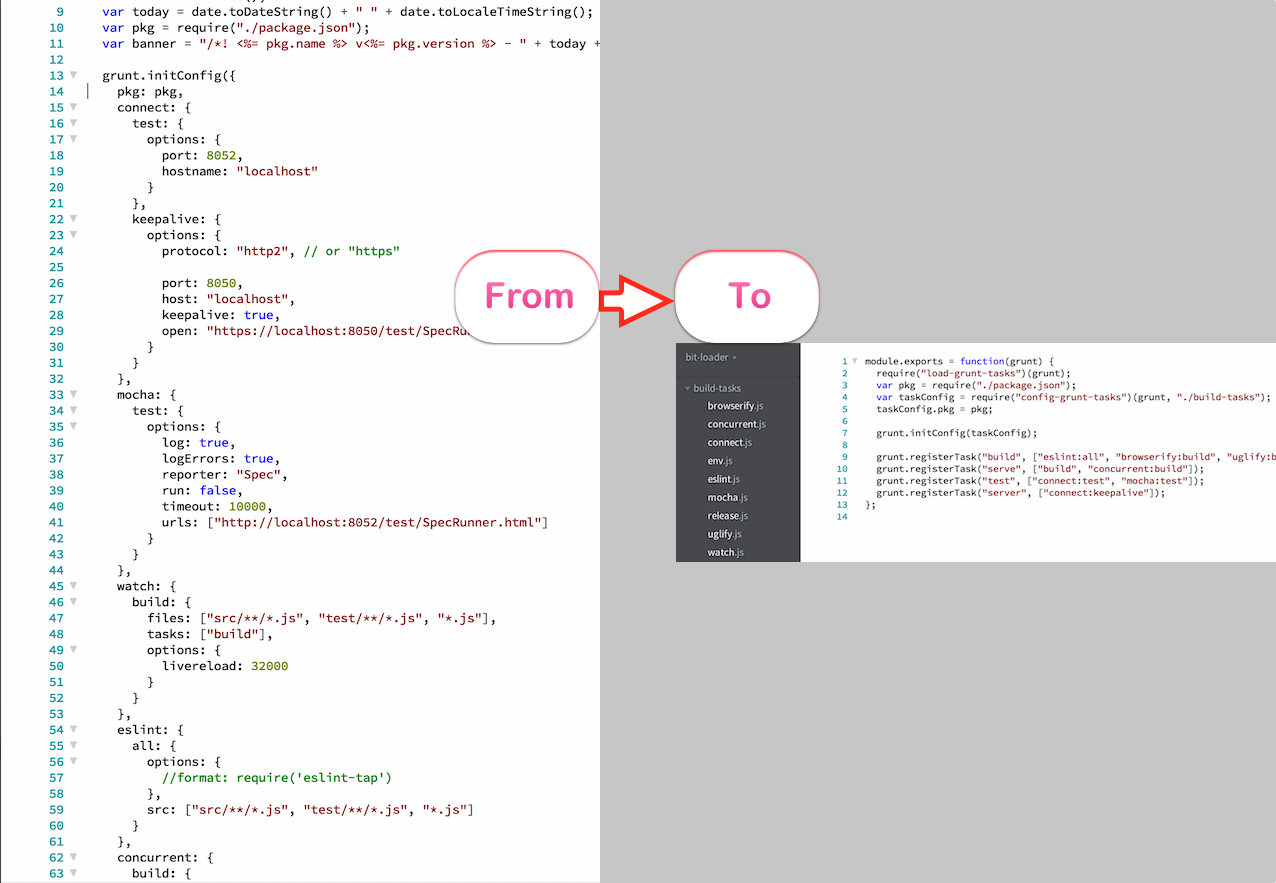 9 var today = date.toDateString() + " " + date.toLocaleTimeString();
10 var pkg = require("./package.json");
11 var banner = "/*! <%= pkg.name %> v<%= pkg.version %> - " + today +
12
13 grunt.initConfig({
14 pkg: pkg,
15 connect: {
16 test: {
17 options: {
18 port: 8052,
19 hostname: "localhost"
20 }
21 },
22 keepalive: {
23 options: {
24 protocol: "http2", // or "https"
25
26 port: 8050,
27 host: "localhost",
28 keepalive: true,
29 open: "https://localhost:8050/test/SpecRu
30 }
31 }
32 },
33 mocha: {
34 test: {
35 options: {
36 log: true,
37 logErrors: true,
38 reporter: "Spec",
39 run: false,
40 timeout: 10000,
41 urls: ["http://localhost:8052/test/SpecRunner.html"]
42 }
43 }
44 },
45 watch: {
46 build: {
47 files: ["src/**/*.js", "test/**/*.js", "*.js"],
48 tasks: ["build"],
49 options: {
50 livereload: 32000
51 }
52 }
53 },
54 eslint: {
55 all: {
56 options: {
57 //format: require('eslint-tap')
58 },
59 src: ["src/**/*.js", "test/**/*.js", "*.js"]
60 }
61 },
62 concurrent: {
63 build: {
From
To
bit-loader
build-tasks
browserify.js
concurrent.js
connect.js
env.js
eslint.js
mocha.js
release.js
uglify.js
watch.js
1 module.exports = function(grunt) {
2 require("load-grunt-tasks")(grunt);
3 var pkg = require("./package.json");
4 var taskConfig = require("config-grunt-tasks")(grunt, "./build-tasks");
5 taskConfig.pkg = pkg;
6
7 grunt.initConfig(taskConfig);
8
9 grunt.registerTask("build", ["eslint:all", "browserify:build", "uglify:b
10 grunt.registerTask("serve", ["build", "concurrent:build"]);
11 grunt.registerTask("test", ["connect:test", "mocha:test"]);
12 grunt.registerTask("server", ["connect:keepalive"]);
13 };
14